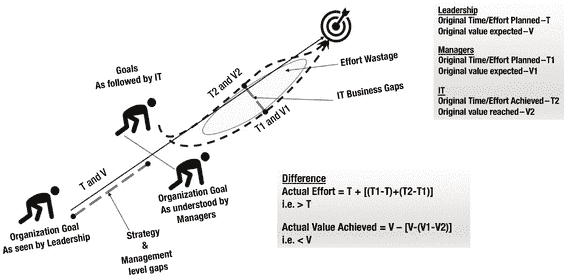 Leadership
Original Time/Effort Planned–T
Original value expected–V
Managers
Original Time/Effort Planned–T1
Original value expected–V1
IT
Original Time/Effort Achieved–T2
Original value reached–V2
Goals
As followed by IT
T2 and V2
Effort Wastage
IT Business Gaps
T1 and V1
T and V
Organization Goal
As understood by
Managers
Organization Goal
As seen by Leadership
Strategy
&
Management
level gaps
Difference
Actual Effort = T + [(T1-T)+(T2-T1)]
i.e. > T
Actual Value Achieved = V – [V-(V1-V2)]
i.e. < V